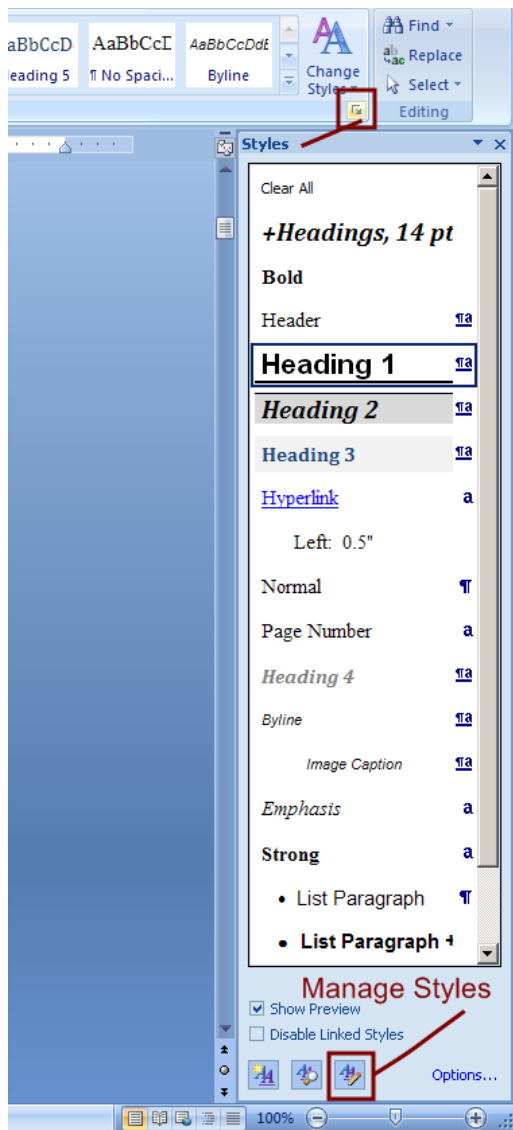 aBbCcD AaBbCcD AaBbCcDdE
Heading 5 ¶ No Spaci... Byline
Change
Styles
Find
Replace
Select
Editing
Styles
Clear All
+Headings, 14 pt
Bold
Header ¶a
Heading 1 ¶a
Heading 2 ¶a
Heading 3 ¶a
Hyperlink a
Left: 0.5"
Normal ¶
Page Number a
Heading 4 ¶a
Byline ¶a
Image Caption ¶a
Emphasis a
Strong a
• List Paragraph ¶
• List Paragraph +
Manage Styles
Show Preview
Disable Linked Styles
Options...
100%